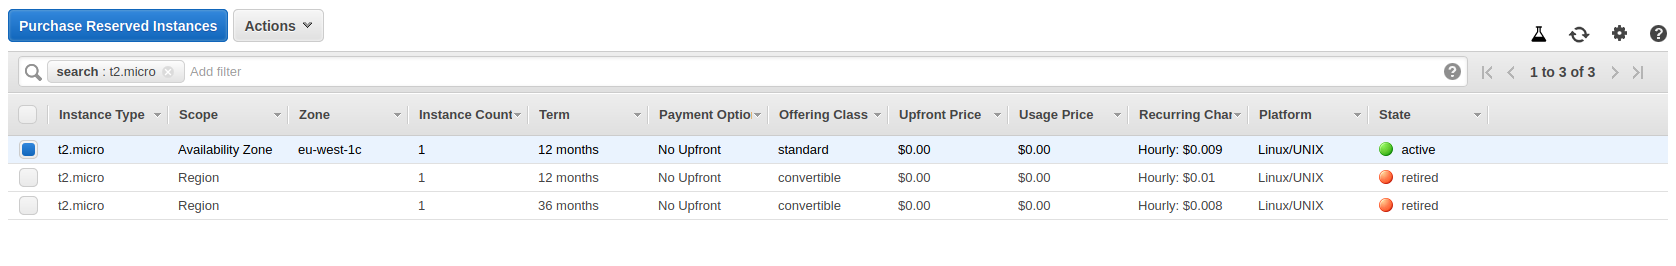 Purchase Reserved Instances Actions
search : t2.micro Add filter 1 to 3 of 3
Instance Type Scope Zone Instance Count Term Payment Optio Offering Class Upfront Price Usage Price Recurring Char Platform State
t2.micro Availability Zone eu-west-1c 1 12 months No Upfront standard $0.00 $0.00 Hourly: $0.009 Linux/UNIX active
t2.micro Region 1 12 months No Upfront convertible $0.00 $0.00 Hourly: $0.01 Linux/UNIX retired
t2.micro Region 1 36 months No Upfront convertible $0.00 $0.00 Hourly: $0.008 Linux/UNIX retired